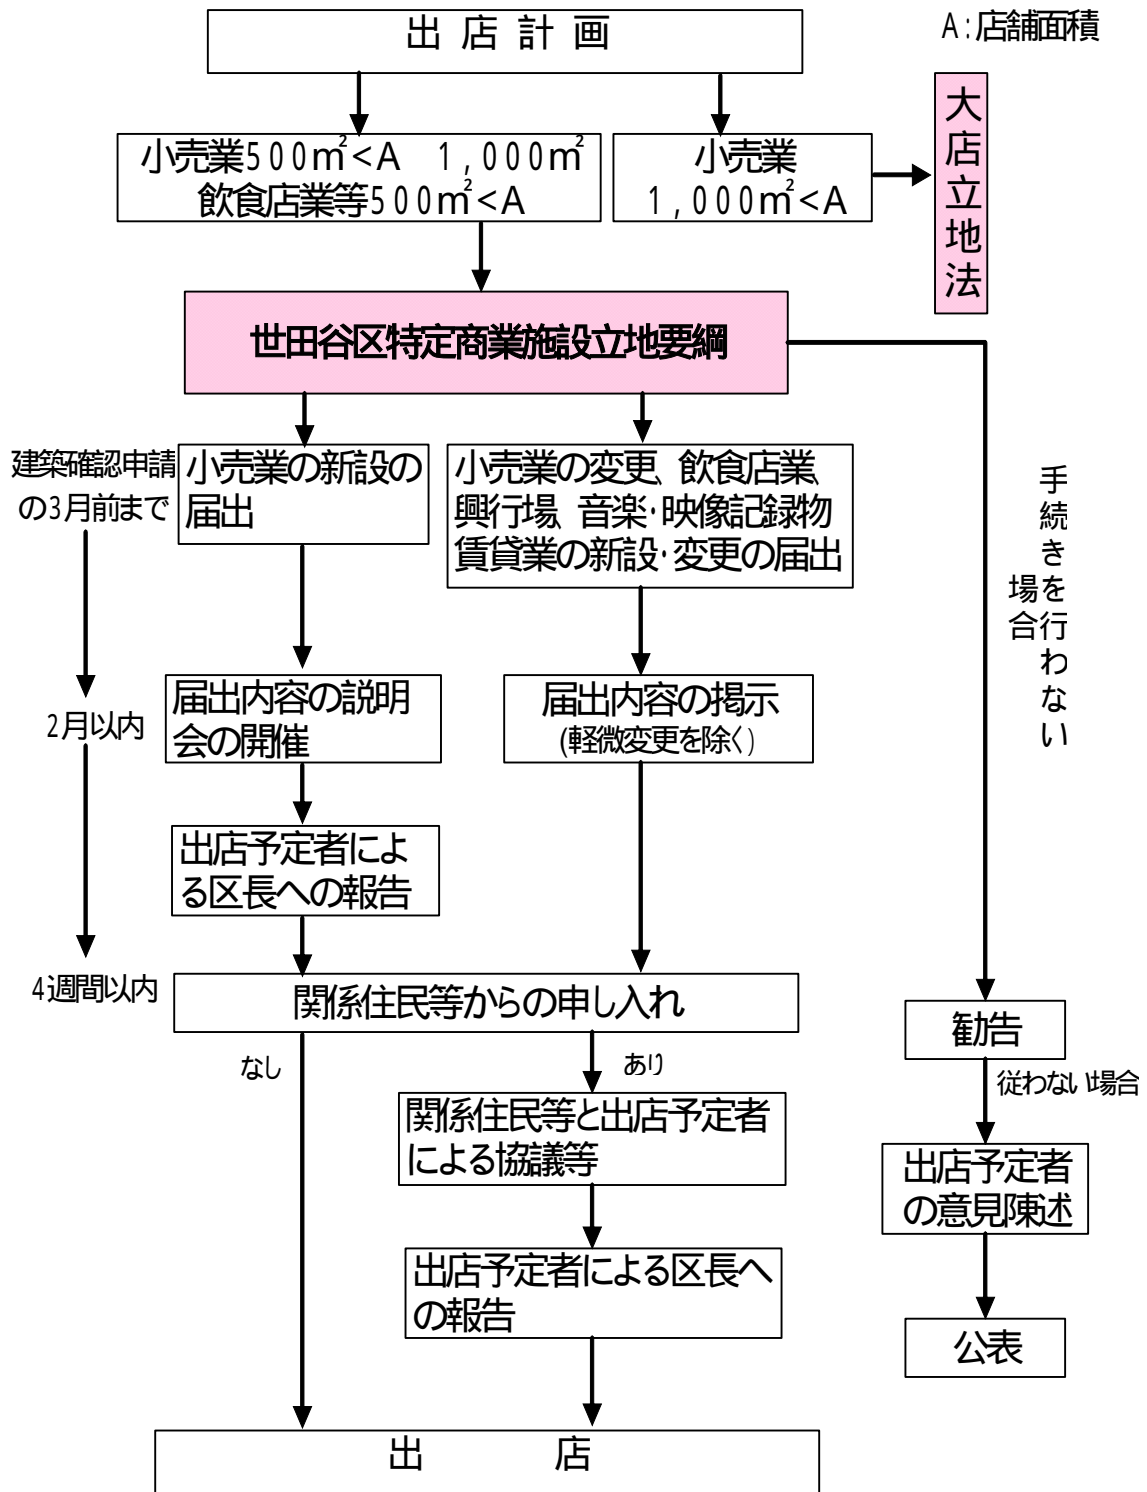 出店計画
A:店舗面積
小売業500㎡<A 1,000㎡
飲食店業等500㎡<A
小売業
1,000㎡<A
大店立地法
世田谷区特定商業施設立地要綱
建築確認申請
の3月前まで
小売業の新設の
届出
小売業の変更、飲食店業、
興行場、音楽・映像記録物
賃貸業の新設・変更の届出
手続きを行わない
場合
2月以内
届出内容の説明
会の開催
届出内容の掲示
(軽微変更を除く)
出店予定者によ
る区長への報告
4週間以内
関係住民等からの申し入れ
なし
あり
関係住民等と出店予定者
による協議等
出店予定者による区長へ
の報告
勧告
従わない場合
出店予定者
の意見陳述
公表
出店